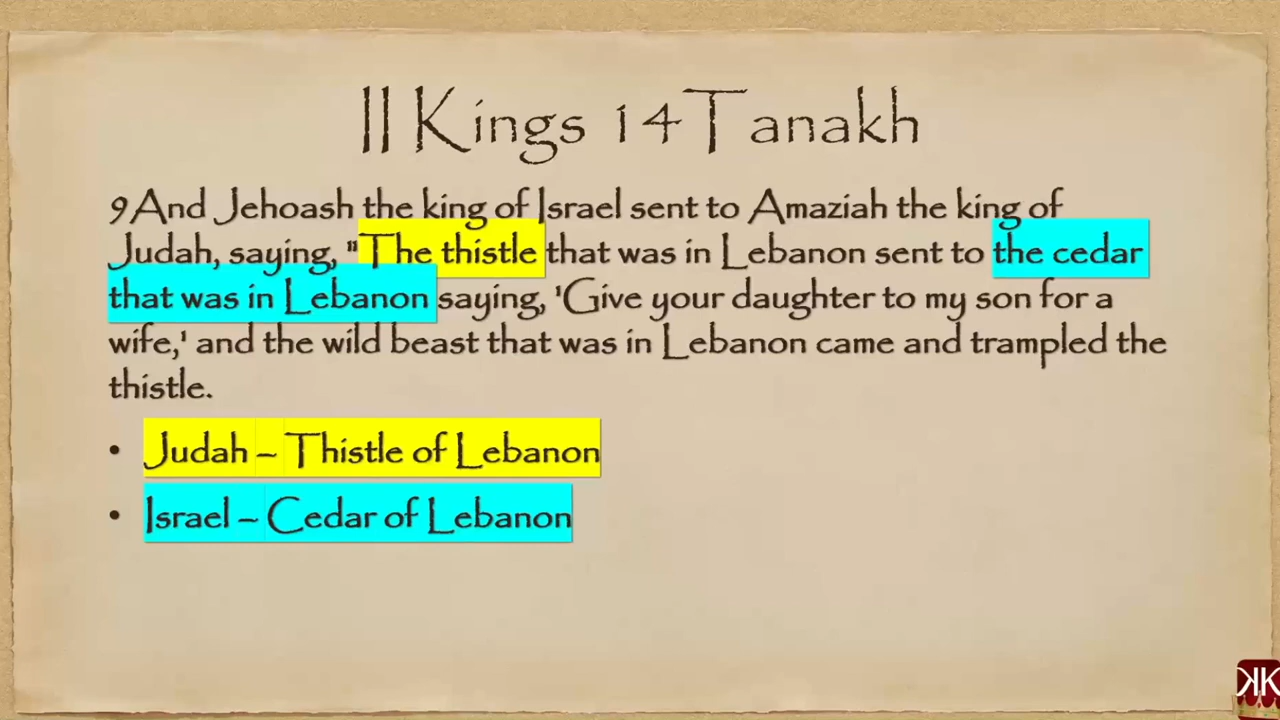 II Kings 14 Tanakh
9 And Jehoash the king of Israel sent to Amaziah the king of
Judah, saying, "The thistle that was in Lebanon sent to the cedar
that was in Lebanon saying, 'Give your daughter to my son for a
wife,' and the wild beast that was in Lebanon came and trampled the
thistle.
• Judah – Thistle of Lebanon
• Israel – Cedar of Lebanon
KK